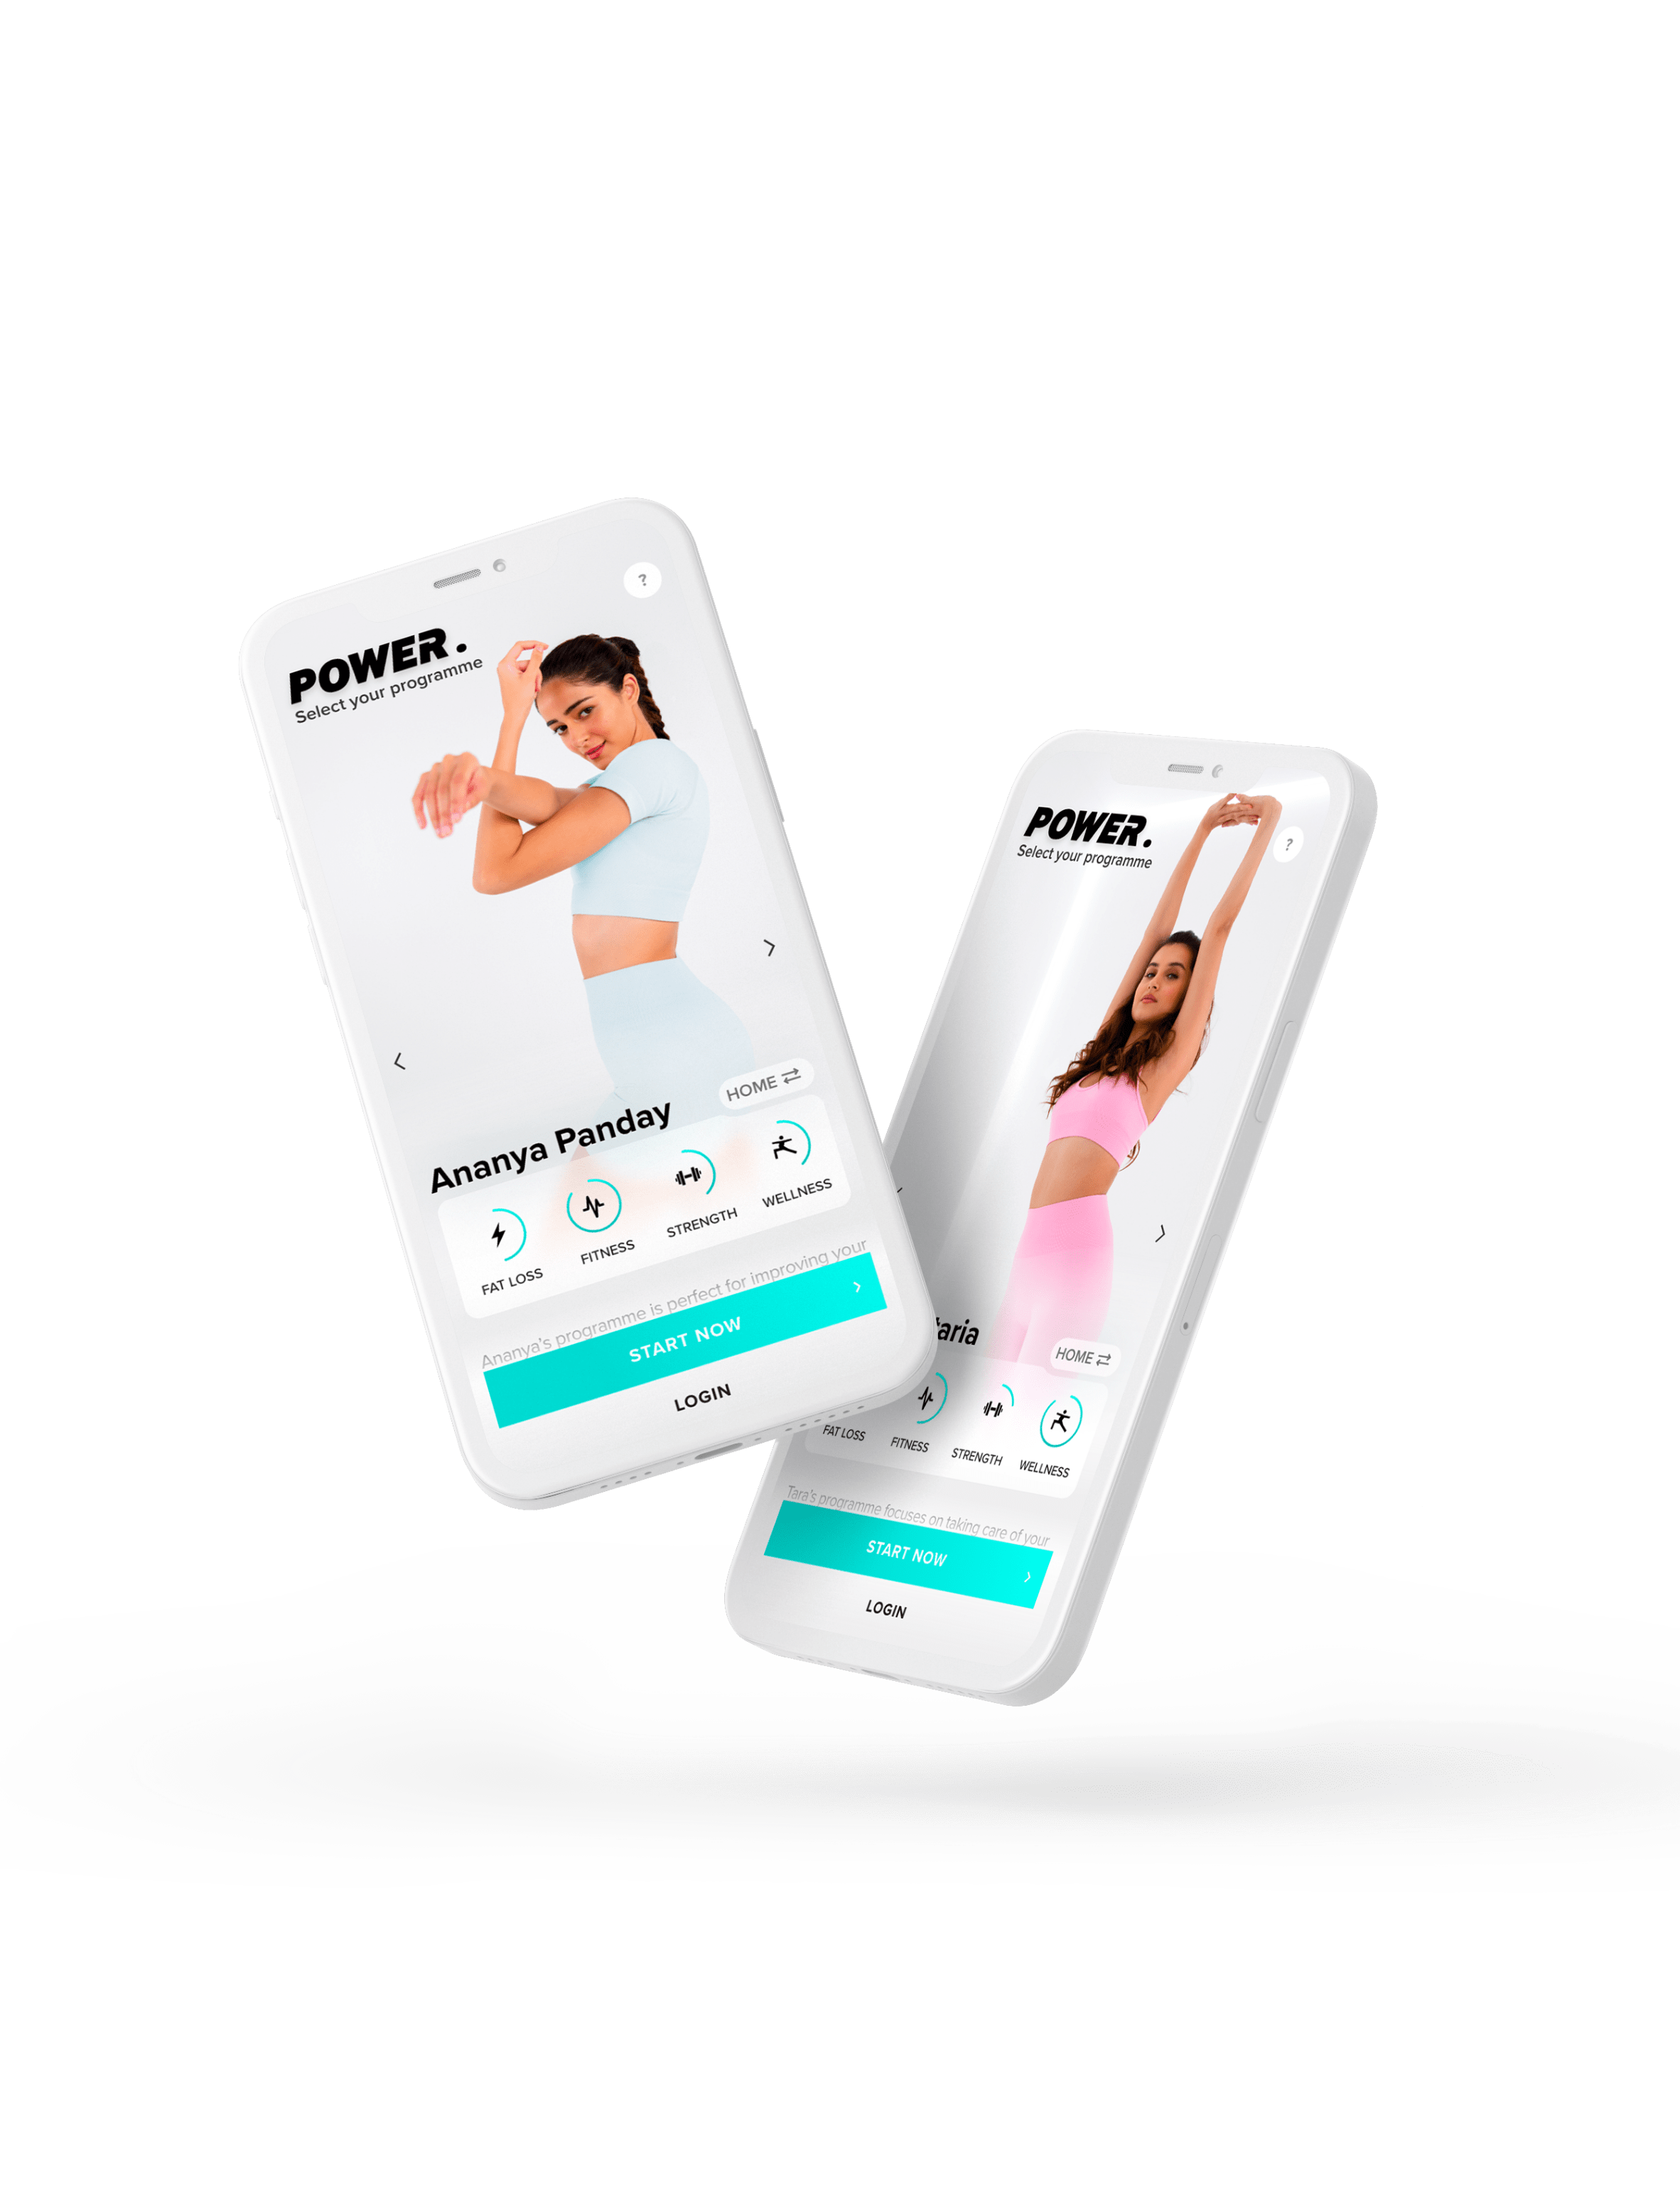 ?
POWER.
Select your programme
Ananya Panday
HOME
FAT LOSS
FITNESS
STRENGTH
WELLNESS
Ananya's programme is perfect for improving your
START NOW
LOGIN
POWER.
Select your programme
?
taria
HOME
FAT LOSS
FITNESS
STRENGTH
WELLNESS
Tara's programme focuses on taking care of your
START NOW
LOGIN